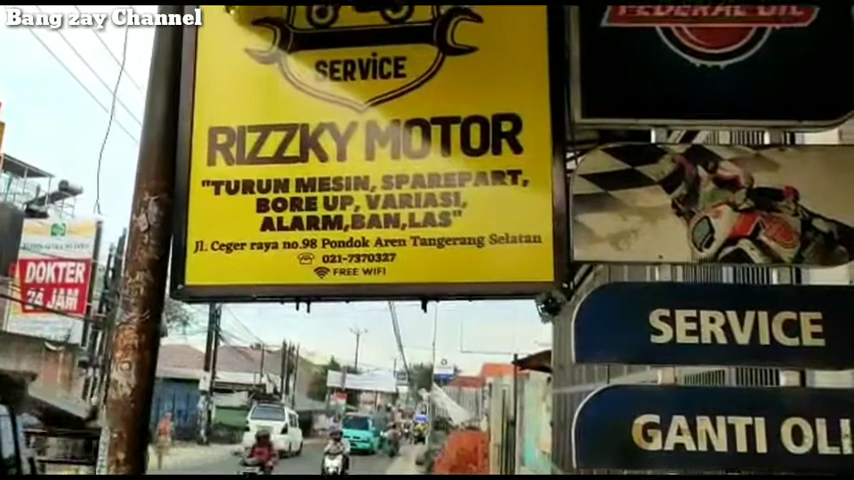 Bang 2ay Channel
SERVICE
RIZZKY MOTOR
"TURUN MESIN, SPAREPART,
BORE UP, VARIASI,
ALARM, BAN, LAS"
Jl. Ceger raya no.98 Pondok Aren Tangerang Selatan
021-7370327
FREE WIFI
FEDERAL OIL
SERVICE
GANTI OLI
DOKTER
24 JAM